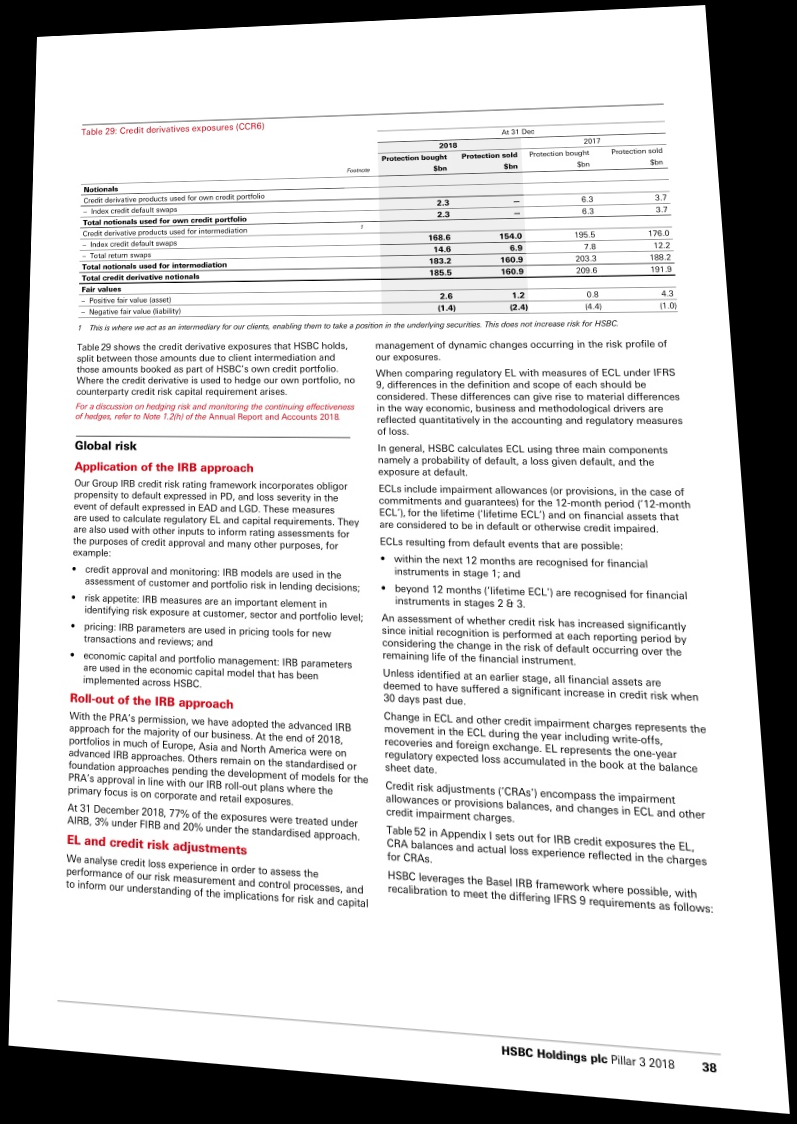 Table 29: Credit derivatives exposures (CCR6)
At 31 Dec
2018 2017
Protection bought Protection sold Protection bought Protection sold
Footnote $bn $bn $bn $bn
Notionals
Credit derivative products used for own credit portfolio
– Index credit default swaps 2.3 – 6.3 3.7
Total notionals used for own credit portfolio 2.3 – 6.3 3.7
Credit derivative products used for intermediation 1
– Index credit default swaps 168.6 154.0 195.5 176.0
– Total return swaps 14.6 6.9 7.8 12.2
Total notionals used for intermediation 183.2 160.9 203.3 188.2
Total credit derivative notionals 185.5 160.9 209.6 191.9
Fair values
– Positive fair value (asset) 2.6 1.2 0.8 4.3
– Negative fair value (liability) (1.4) (2.4) (4.4) (1.0)
1 This is where we act as an intermediary for our clients, enabling them to take a position in the underlying securities. This does not increase risk for HSBC.
Table 29 shows the credit derivative exposures that HSBC holds,
split between those amounts due to client intermediation and
those amounts booked as part of HSBC's own credit portfolio.
Where the credit derivative is used to hedge our own portfolio, no
counterparty credit risk capital requirement arises.
For a discussion on hedging risk and monitoring the continuing effectiveness
of hedges, refer to Note 1.2(h) of the Annual Report and Accounts 2018.
Global risk
Application of the IRB approach
Our Group IRB credit risk rating framework incorporates obligor
propensity to default expressed in PD, and loss severity in the
event of default expressed in EAD and LGD. These measures
are used to calculate regulatory EL and capital requirements. They
are also used with other inputs to inform rating assessments for
the purposes of credit approval and many other purposes, for
example:
• credit approval and monitoring: IRB models are used in the
assessment of customer and portfolio risk in lending decisions;
• risk appetite: IRB measures are an important element in
identifying risk exposure at customer, sector and portfolio level;
• pricing: IRB parameters are used in pricing tools for new
transactions and reviews; and
• economic capital and portfolio management: IRB parameters
are used in the economic capital model that has been
implemented across HSBC.
Roll-out of the IRB approach
With the PRA's permission, we have adopted the advanced IRB
approach for the majority of our business. At the end of 2018,
portfolios in much of Europe, Asia and North America were on
advanced IRB approaches. Others remain on the standardised or
foundation approaches pending the development of models for the
PRA's approval in line with our IRB roll-out plans where the
primary focus is on corporate and retail exposures.
At 31 December 2018, 77% of the exposures were treated under
AIRB, 3% under FIRB and 20% under the standardised approach.
EL and credit risk adjustments
We analyse credit loss experience in order to assess the
performance of our risk measurement and control processes, and
to inform our understanding of the implications for risk and capital
management of dynamic changes occurring in the risk profile of
our exposures.
When comparing regulatory EL with measures of ECL under IFRS
9, differences in the definition and scope of each should be
considered. These differences can give rise to material differences
in the way economic, business and methodological drivers are
reflected quantitatively in the accounting and regulatory measures
of loss.
In general, HSBC calculates ECL using three main components
namely a probability of default, a loss given default, and the
exposure at default.
ECLs include impairment allowances (or provisions, in the case of
commitments and guarantees) for the 12-month period ('12-month
ECL'), for the lifetime ('lifetime ECL') and on financial assets that
are considered to be in default or otherwise credit impaired.
ECLs resulting from default events that are possible:
• within the next 12 months are recognised for financial
instruments in stage 1; and
• beyond 12 months ('lifetime ECL') are recognised for financial
instruments in stages 2 & 3.
An assessment of whether credit risk has increased significantly
since initial recognition is performed at each reporting period by
considering the change in the risk of default occurring over the
remaining life of the financial instrument.
Unless identified at an earlier stage, all financial assets are
deemed to have suffered a significant increase in credit risk when
30 days past due.
Change in ECL and other credit impairment charges represents the
movement in the ECL during the year including write-offs,
recoveries and foreign exchange. EL represents the one-year
regulatory expected loss accumulated in the book at the balance
sheet date.
Credit risk adjustments ('CRAs') encompass the impairment
allowances or provisions balances, and changes in ECL and other
credit impairment charges.
Table 52 in Appendix I sets out for IRB credit exposures the EL,
CRA balances and actual loss experience reflected in the charges
for CRAs.
HSBC leverages the Basel IRB framework where possible, with
recalibration to meet the differing IFRS 9 requirements as follows:
HSBC Holdings plc Pillar 3 2018 38